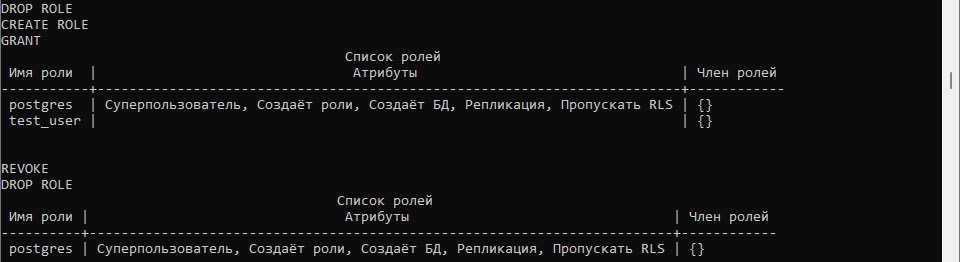 DROP ROLE
CREATE ROLE
GRANT
                                           Список ролей
 Имя роли  |                                Атрибуты                                 | Член ролей
-----------+-------------------------------------------------------------------------+------------
 postgres  | Суперпользователь, Создаёт роли, Создаёт БД, Репликация, Пропускать RLS | {}
 test_user |                                                                         | {}
REVOKE
DROP ROLE
                                          Список ролей
 Имя роли |                                Атрибуты                                 | Член ролей
----------+-------------------------------------------------------------------------+------------
 postgres | Суперпользователь, Создаёт роли, Создаёт БД, Репликация, Пропускать RLS | {}